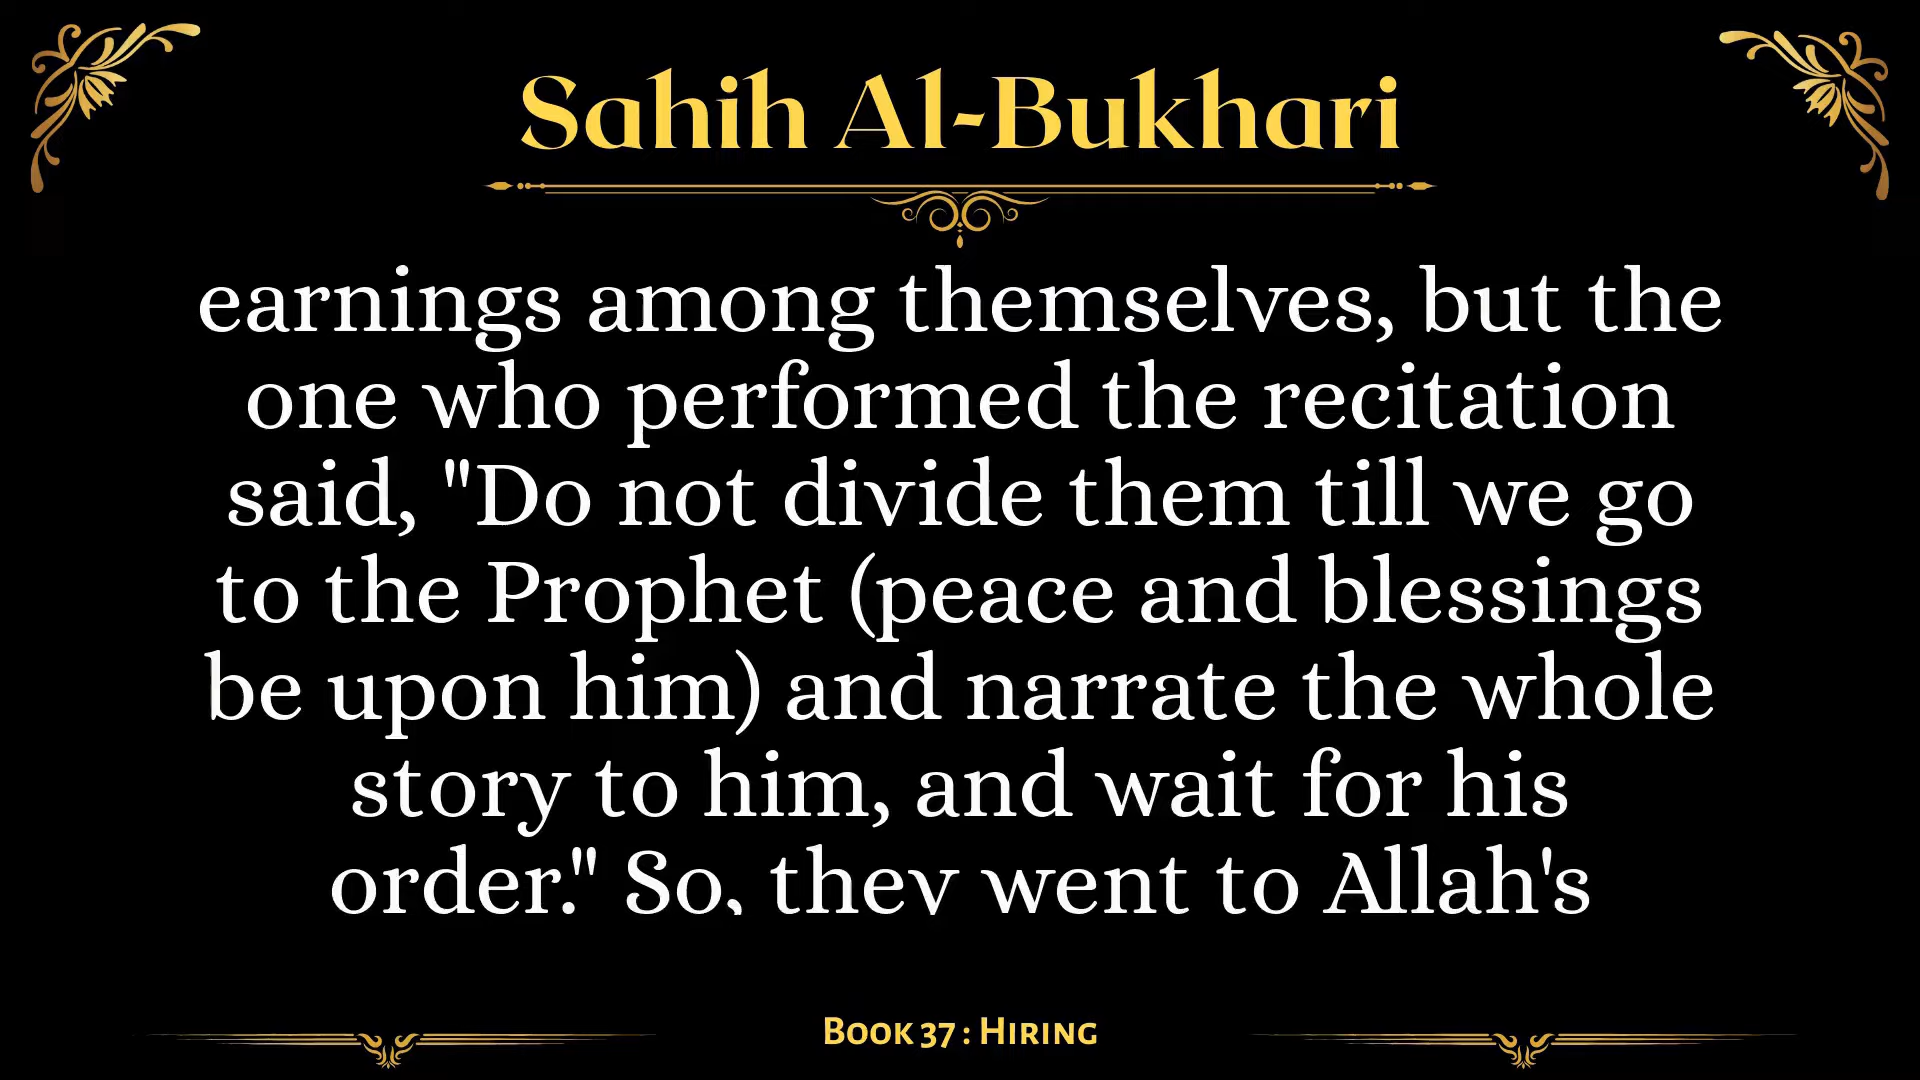 Sahih Al-Bukhari
earnings among themselves, but the
one who performed the recitation
said, "Do not divide them till we go
to the Prophet (peace and blessings
be upon him) and narrate the whole
story to him, and wait for his
order." So, they went to Allah's
Book 37 : Hiring